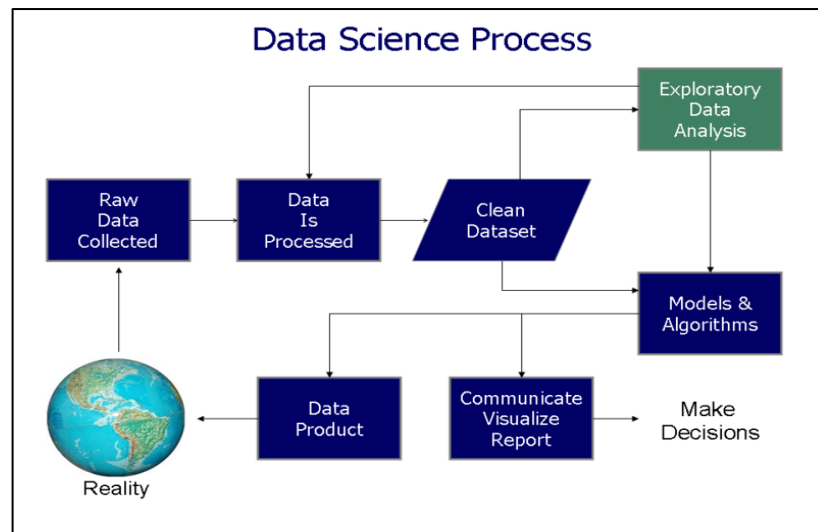 Data Science Process
Exploratory
Data
Analysis
Raw
Data
Collected
Data
Is
Processed
Clean
Dataset
Models &
Algorithms
Data
Product
Communicate
Visualize
Report
Make
Decisions
Reality